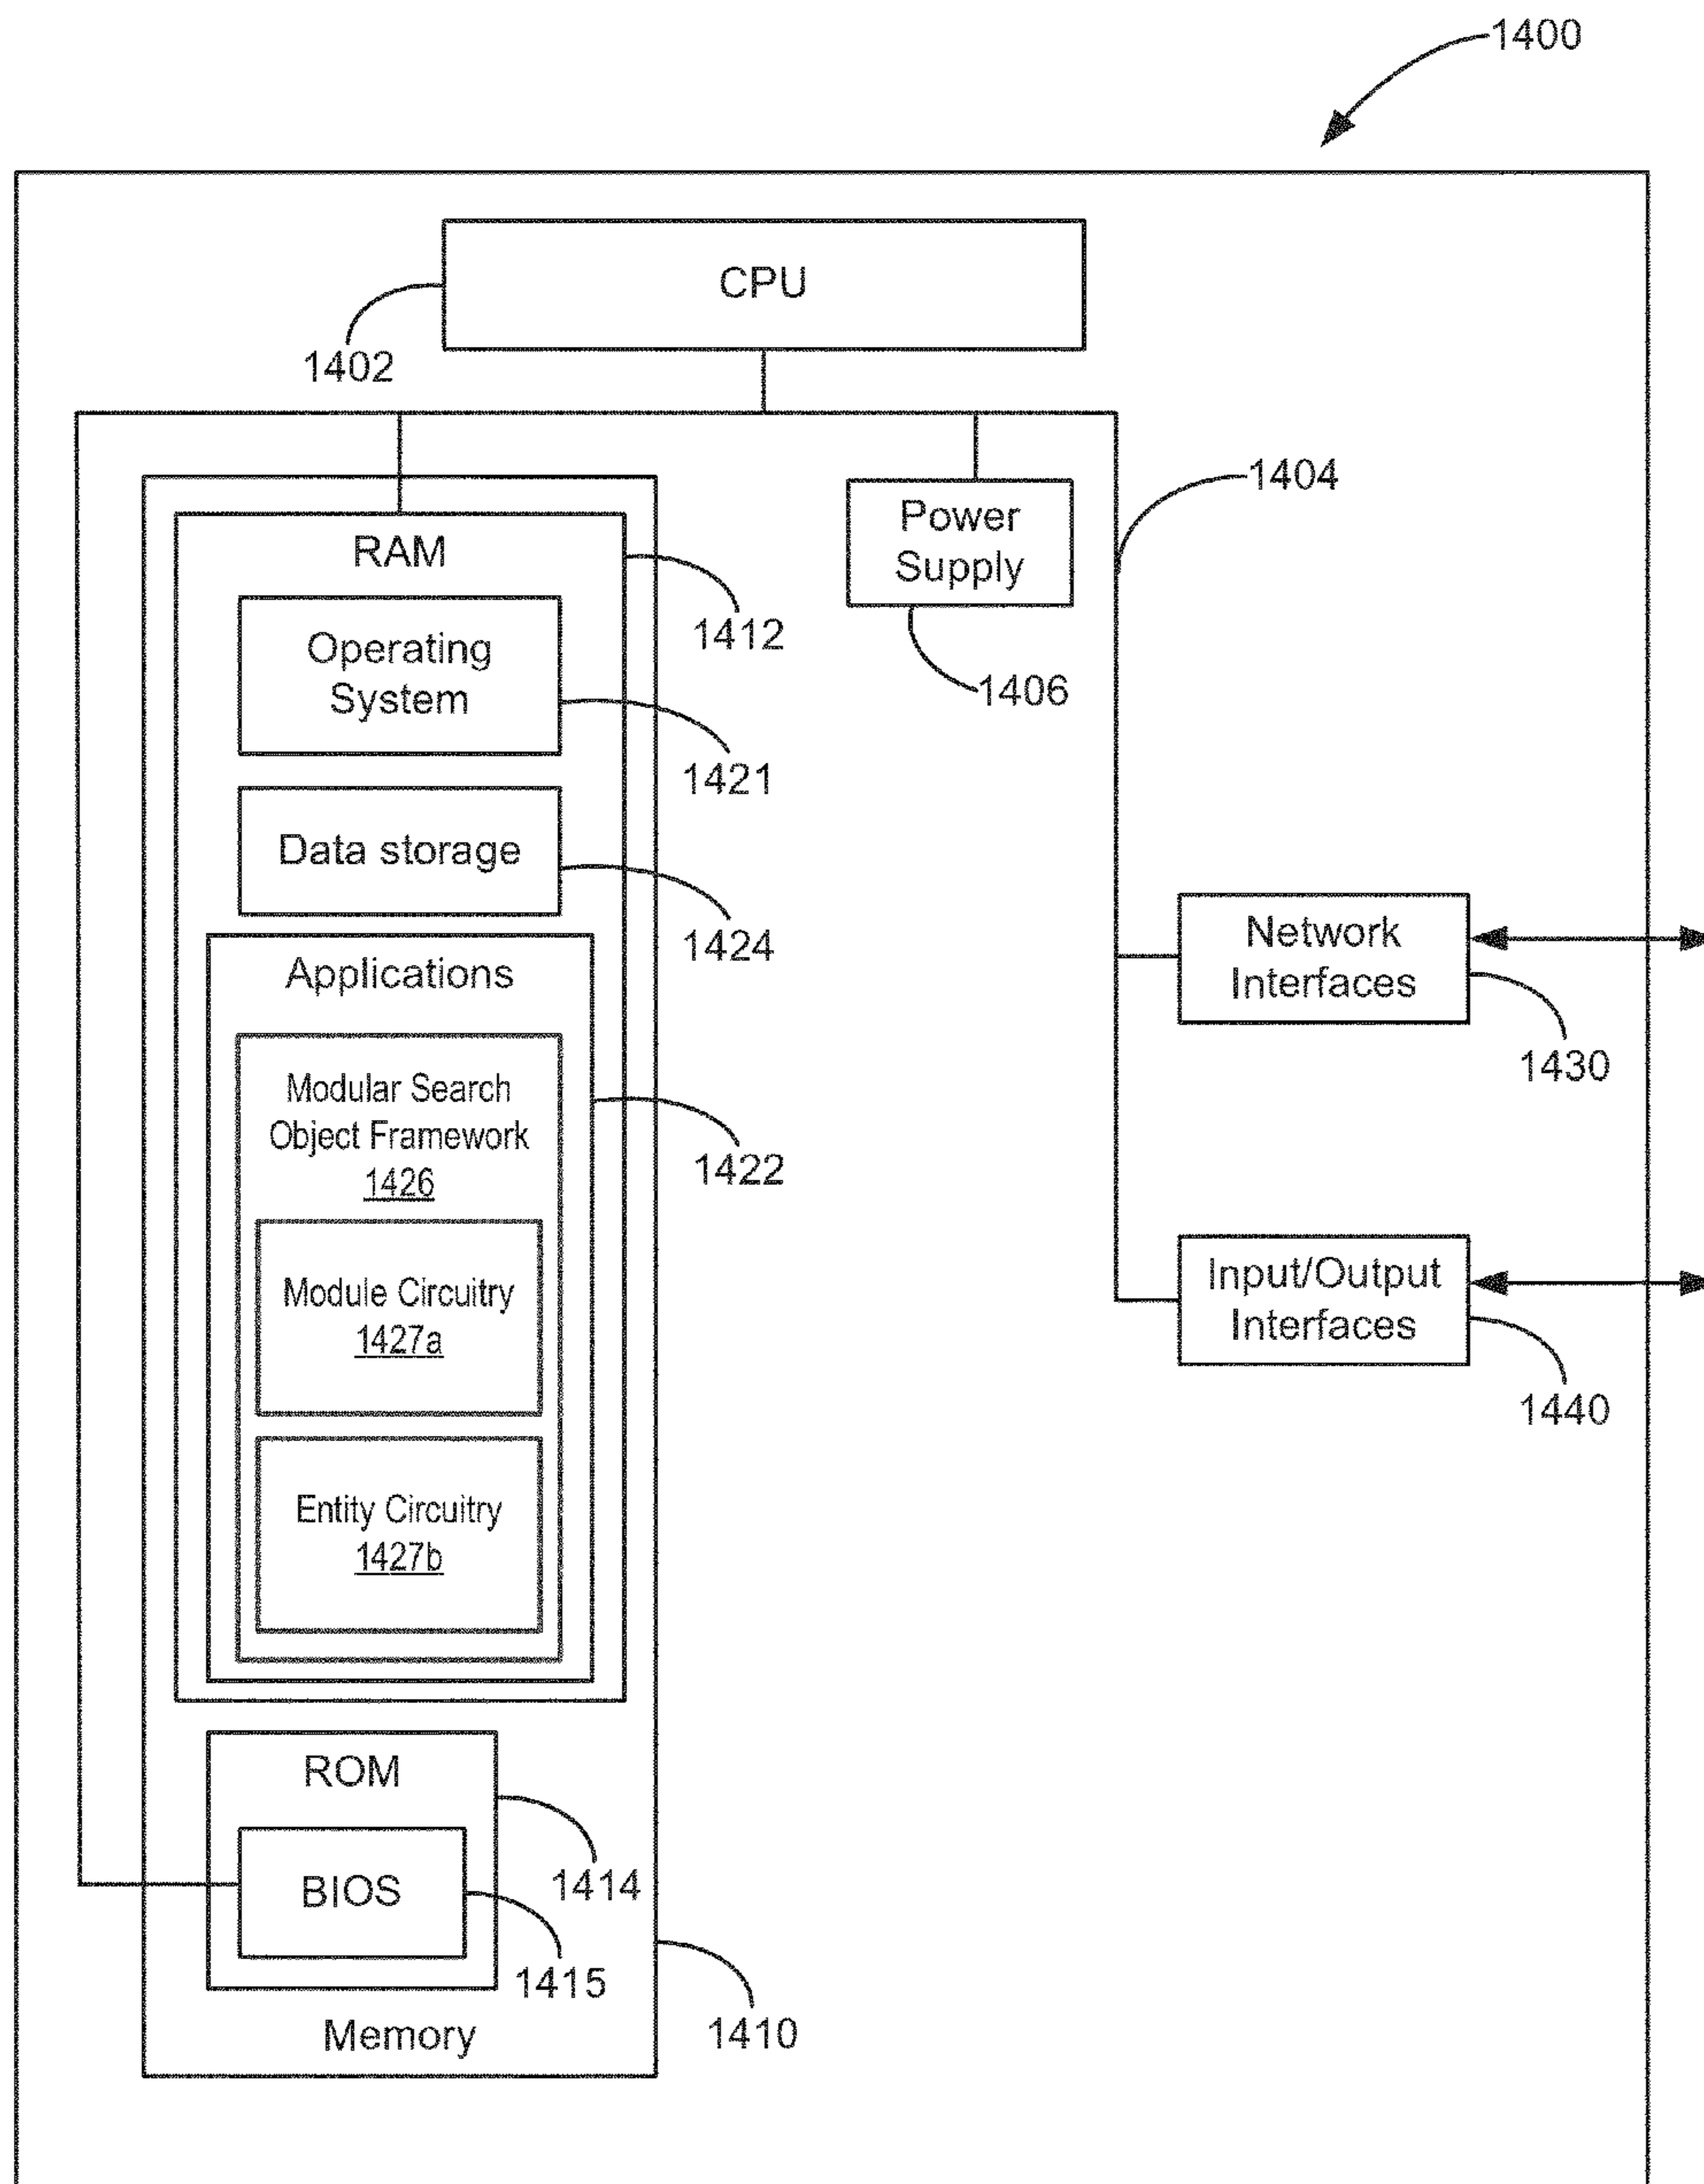 1400
CPU
1402
1404
Power
Supply
1406
RAM
1412
Operating
System
1421
Data storage
1424
Applications
Modular Search
Object Framework
1426
1422
Module Circuitry
1427a
Entity Circuitry
1427b
Network
Interfaces
1430
Input/Output
Interfaces
1440
ROM
1414
BIOS
1415
Memory
1410